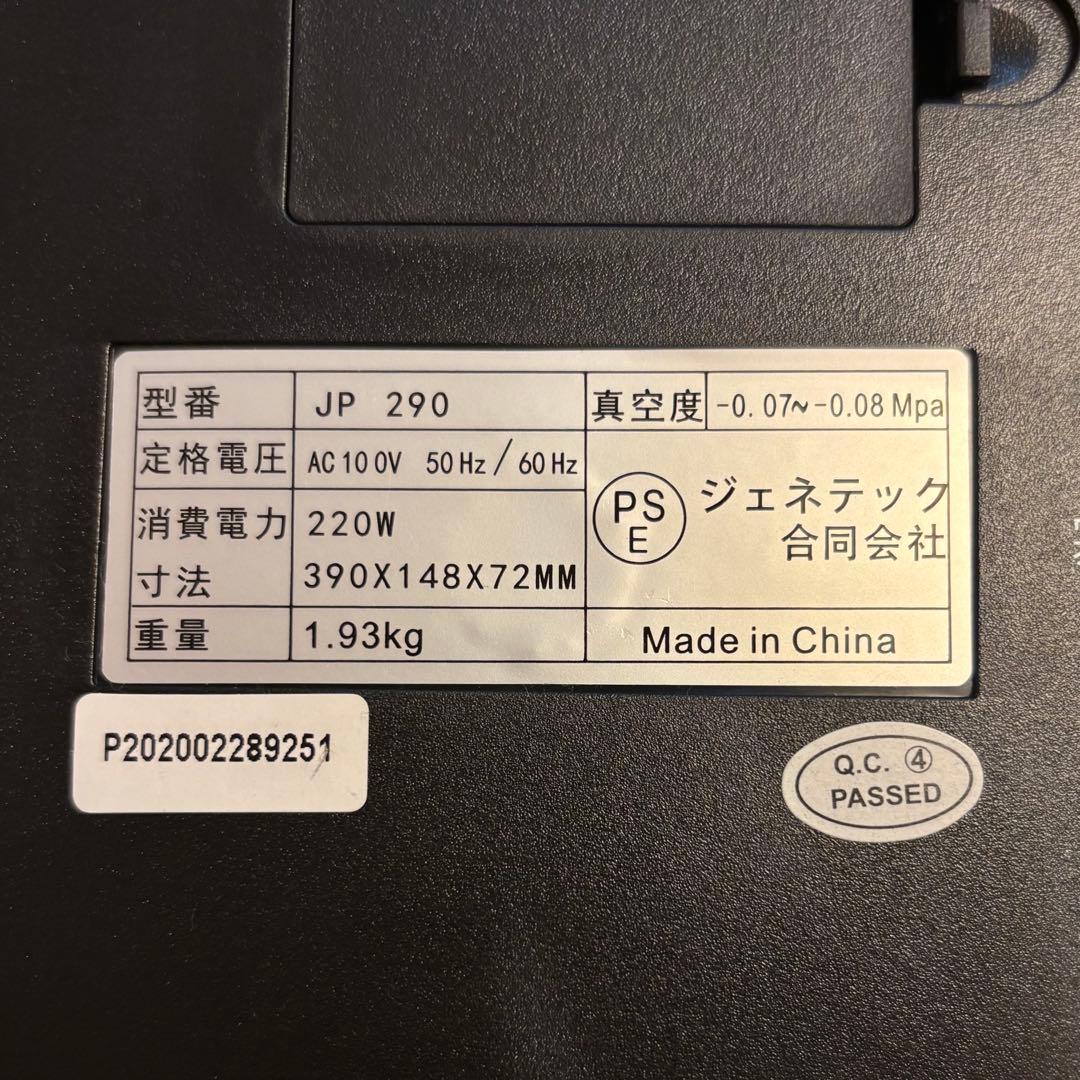 型番 JP 290 真空度 -0.07~-0.08 Mpa
定格電圧 AC100V 50Hz/60Hz
消費電力 220W
寸法 390X148X72MM
重量 1.93kg
PS
E
ジェネテック
合同会社
Made in China
P202002289251
Q.C. ④
PASSED